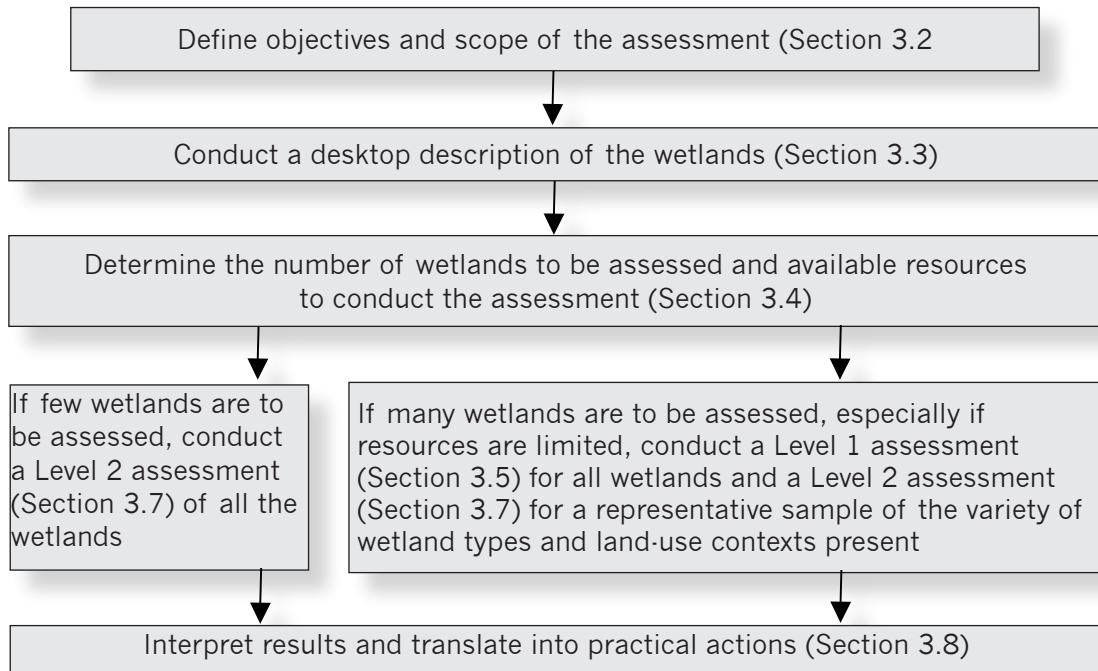 Define objectives and scope of the assessment (Section 3.2
Conduct a desktop description of the wetlands (Section 3.3)
Determine the number of wetlands to be assessed and available resources
to conduct the assessment (Section 3.4)
If few wetlands are to
be assessed, conduct
a Level 2 assessment
(Section 3.7) of all the
wetlands
If many wetlands are to be assessed, especially if
resources are limited, conduct a Level 1 assessment
(Section 3.5) for all wetlands and a Level 2 assessment
(Section 3.7) for a representative sample of the variety of
wetland types and land-use contexts present
Interpret results and translate into practical actions (Section 3.8)